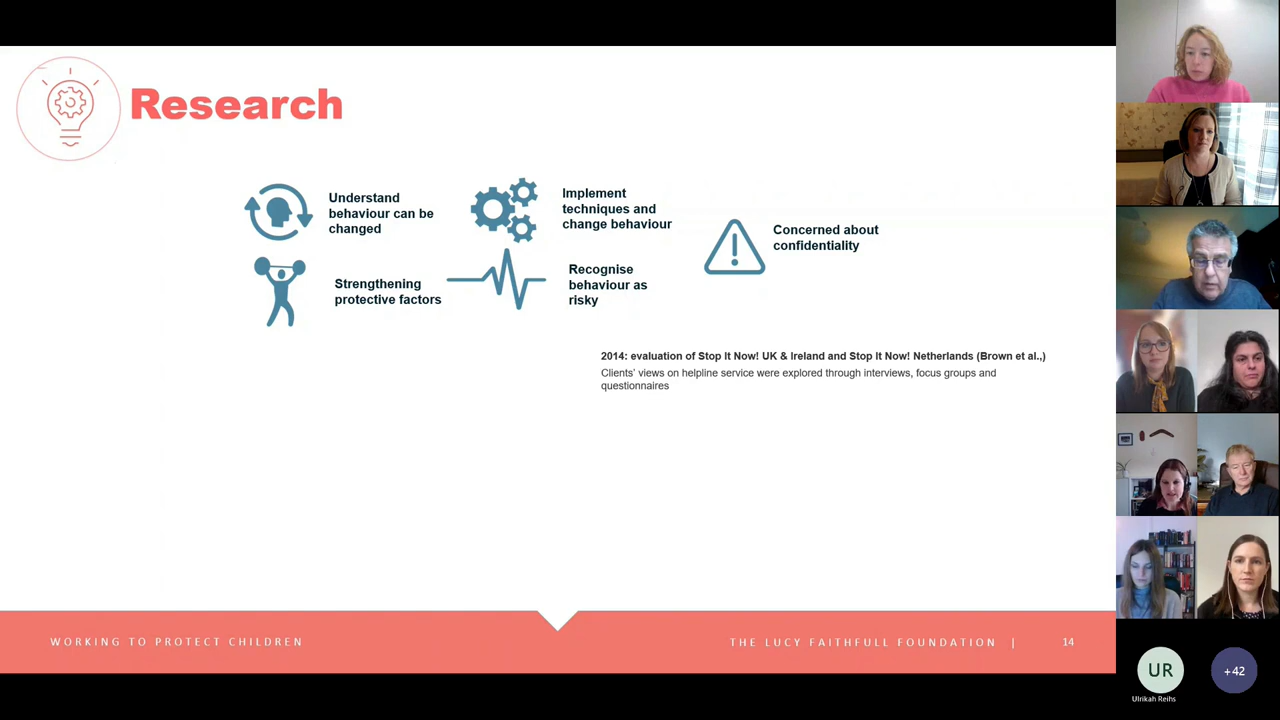 Research
Understand
behaviour can be
changed
Implement
techniques and
change behaviour
Concerned about
confidentiality
Strengthening
protective factors
Recognise
behaviour as
risky
2014: evaluation of Stop It Now! UK & Ireland and Stop It Now! Netherlands (Brown et al.,)
Clients' views on helpline service were explored through interviews, focus groups and
questionnaires
WORKING TO PROTECT CHILDREN
THE LUCY FAITHFULL FOUNDATION |
14
UR
+42
Ulrikah Reihs